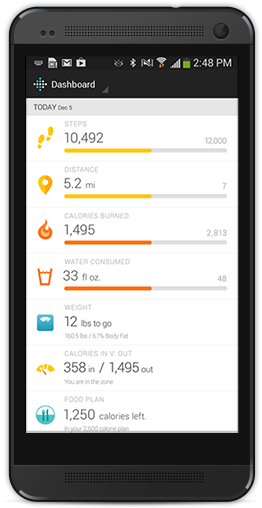 2:48 PM
Dashboard
TODAY Dec 5
STEPS
10,492 12,000
DISTANCE
5.2 mi 7
CALORIES BURNED
1,495 2,813
WATER CONSUMED
33 fl oz. 48
WEIGHT
12 lbs to go
160.5 lbs / 6.1% Body Fat
CALORIES IN V. OUT
358 in / 1,495 out
You are in the zone
FOOD PLAN
1,250 calories left.
In your 2,500 calorie plan